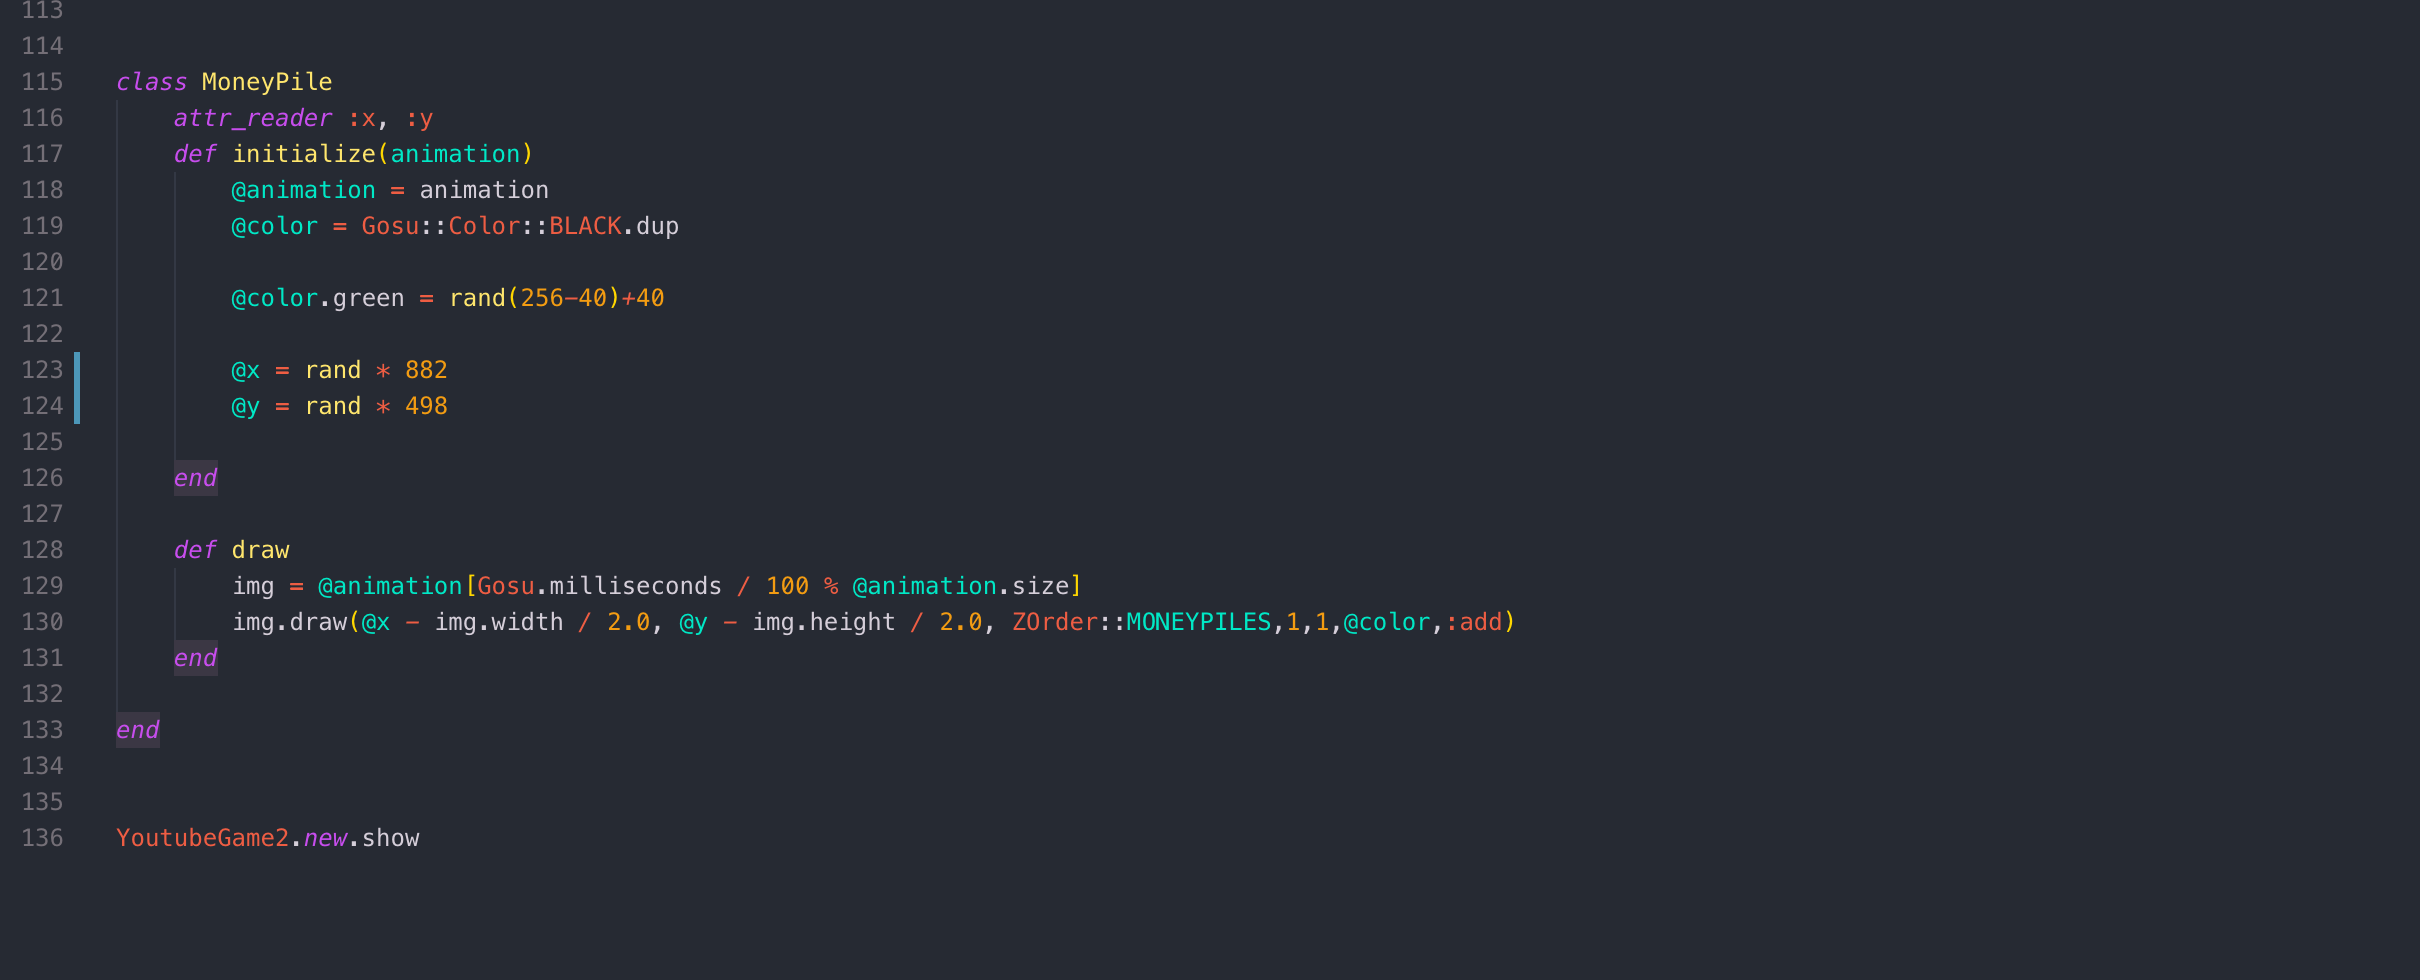 113
114
115 class MoneyPile
116 attr_reader :x, :y
117 def initialize(animation)
118 @animation = animation
119 @color = Gosu::Color::BLACK.dup
120
121 @color.green = rand(256-40)+40
122
123 @x = rand * 882
124 @y = rand * 498
125
126 end
127
128 def draw
129 img = @animation[Gosu.milliseconds / 100 % @animation.size]
130 img.draw(@x - img.width / 2.0, @y - img.height / 2.0, ZOrder::MONEYPILES,1,1,@color,:add)
131 end
132
133 end
134
135
136 YoutubeGame2.new.show